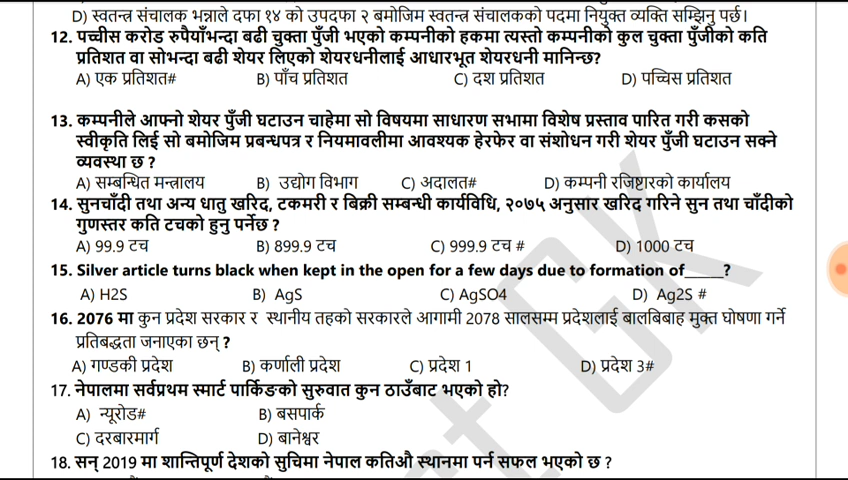 D) स्वतन्त्र संचालक भन्नाले दफा १४ को उपदफा २ बमोजिम स्वतन्त्र संचालकको पदमा नियुक्त व्यक्ति सम्झिनु पर्छ।
12. पच्चीस करोड रुपैयाँभन्दा बढी चुक्ता पुँजी भएको कम्पनीको हकमा त्यस्तो कम्पनीको कुल चुक्ता पुँजीको कति
प्रतिशत वा सोभन्दा बढी शेयर लिएको शेयरधनीलाई आधारभूत शेयरधनी मानिन्छ?
A) एक प्रतिशत# B) पाँच प्रतिशत C) दश प्रतिशत D) पच्चिस प्रतिशत
13. कम्पनीले आफ्नो शेयर पुँजी घटाउन चाहेमा सो विषयमा साधारण सभामा विशेष प्रस्ताव पारित गरी कसको
स्वीकृति लिई सो बमोजिम प्रबन्धपत्र र नियमावलीमा आवश्यक हेरफेर वा संशोधन गरी शेयर पुँजी घटाउन सक्ने
व्यवस्था छ ?
A) सम्बन्धित मन्त्रालय B) उद्योग विभाग C) अदालत# D) कम्पनी रजिष्ट्रारको कार्यालय
14. सुनचाँदी तथा अन्य धातु खरिद, टकमरी र बिक्री सम्बन्धी कार्यविधि, २०७५ अनुसार खरिद गरिने सुन तथा चाँदीको
गुणस्तर कति टचको हुनु पर्नेछ ?
A) 99.9 टच B) 899.9 टच C) 999.9 टच # D) 1000 टच
15. Silver article turns black when kept in the open for a few days due to formation of_____?
A) H2S B) AgS C) AgSO4 D) Ag2S #
16. 2076 मा कुन प्रदेश सरकार र स्थानीय तहको सरकारले आगामी 2078 सालसम्म प्रदेशलाई बालबिबाह मुक्त घोषणा गर्ने
प्रतिबद्धता जनाएका छन् ?
A) गण्डकी प्रदेश B) कर्णाली प्रदेश C) प्रदेश 1 D) प्रदेश 3#
17. नेपालमा सर्वप्रथम स्मार्ट पार्किङको सुरुवात कुन ठाउँबाट भएको हो?
A) न्यूरोड# B) बसपार्क
C) दरबारमार्ग D) बानेश्वर
18. सन् 2019 मा शान्तिपूर्ण देशको सुचिमा नेपाल कतिऔ स्थानमा पर्न सफल भएको छ ?